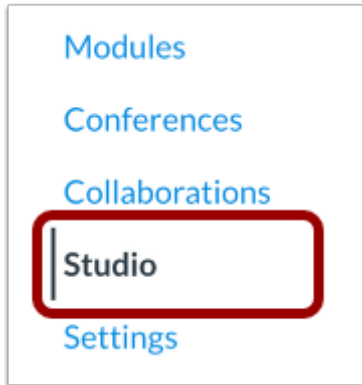 Modules
Conferences
Collaborations
Studio
Settings